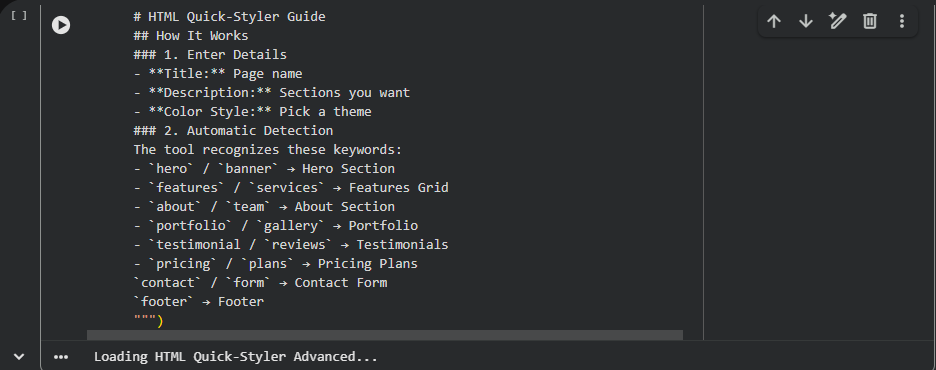 [ ]
# HTML Quick-Styler Guide
## How It Works
### 1. Enter Details
- **Title:** Page name
- **Description:** Sections you want
- **Color Style:** Pick a theme
### 2. Automatic Detection
The tool recognizes these keywords:
- `hero` / `banner` → Hero Section
- `features` / `services` → Features Grid
- `about` / `team` → About Section
- `portfolio` / `gallery` → Portfolio
- `testimonial / `reviews` → Testimonials
- `pricing` / `plans` → Pricing Plans
`contact` / `form` → Contact Form
`footer` → Footer
""")
Loading HTML Quick-Styler Advanced...